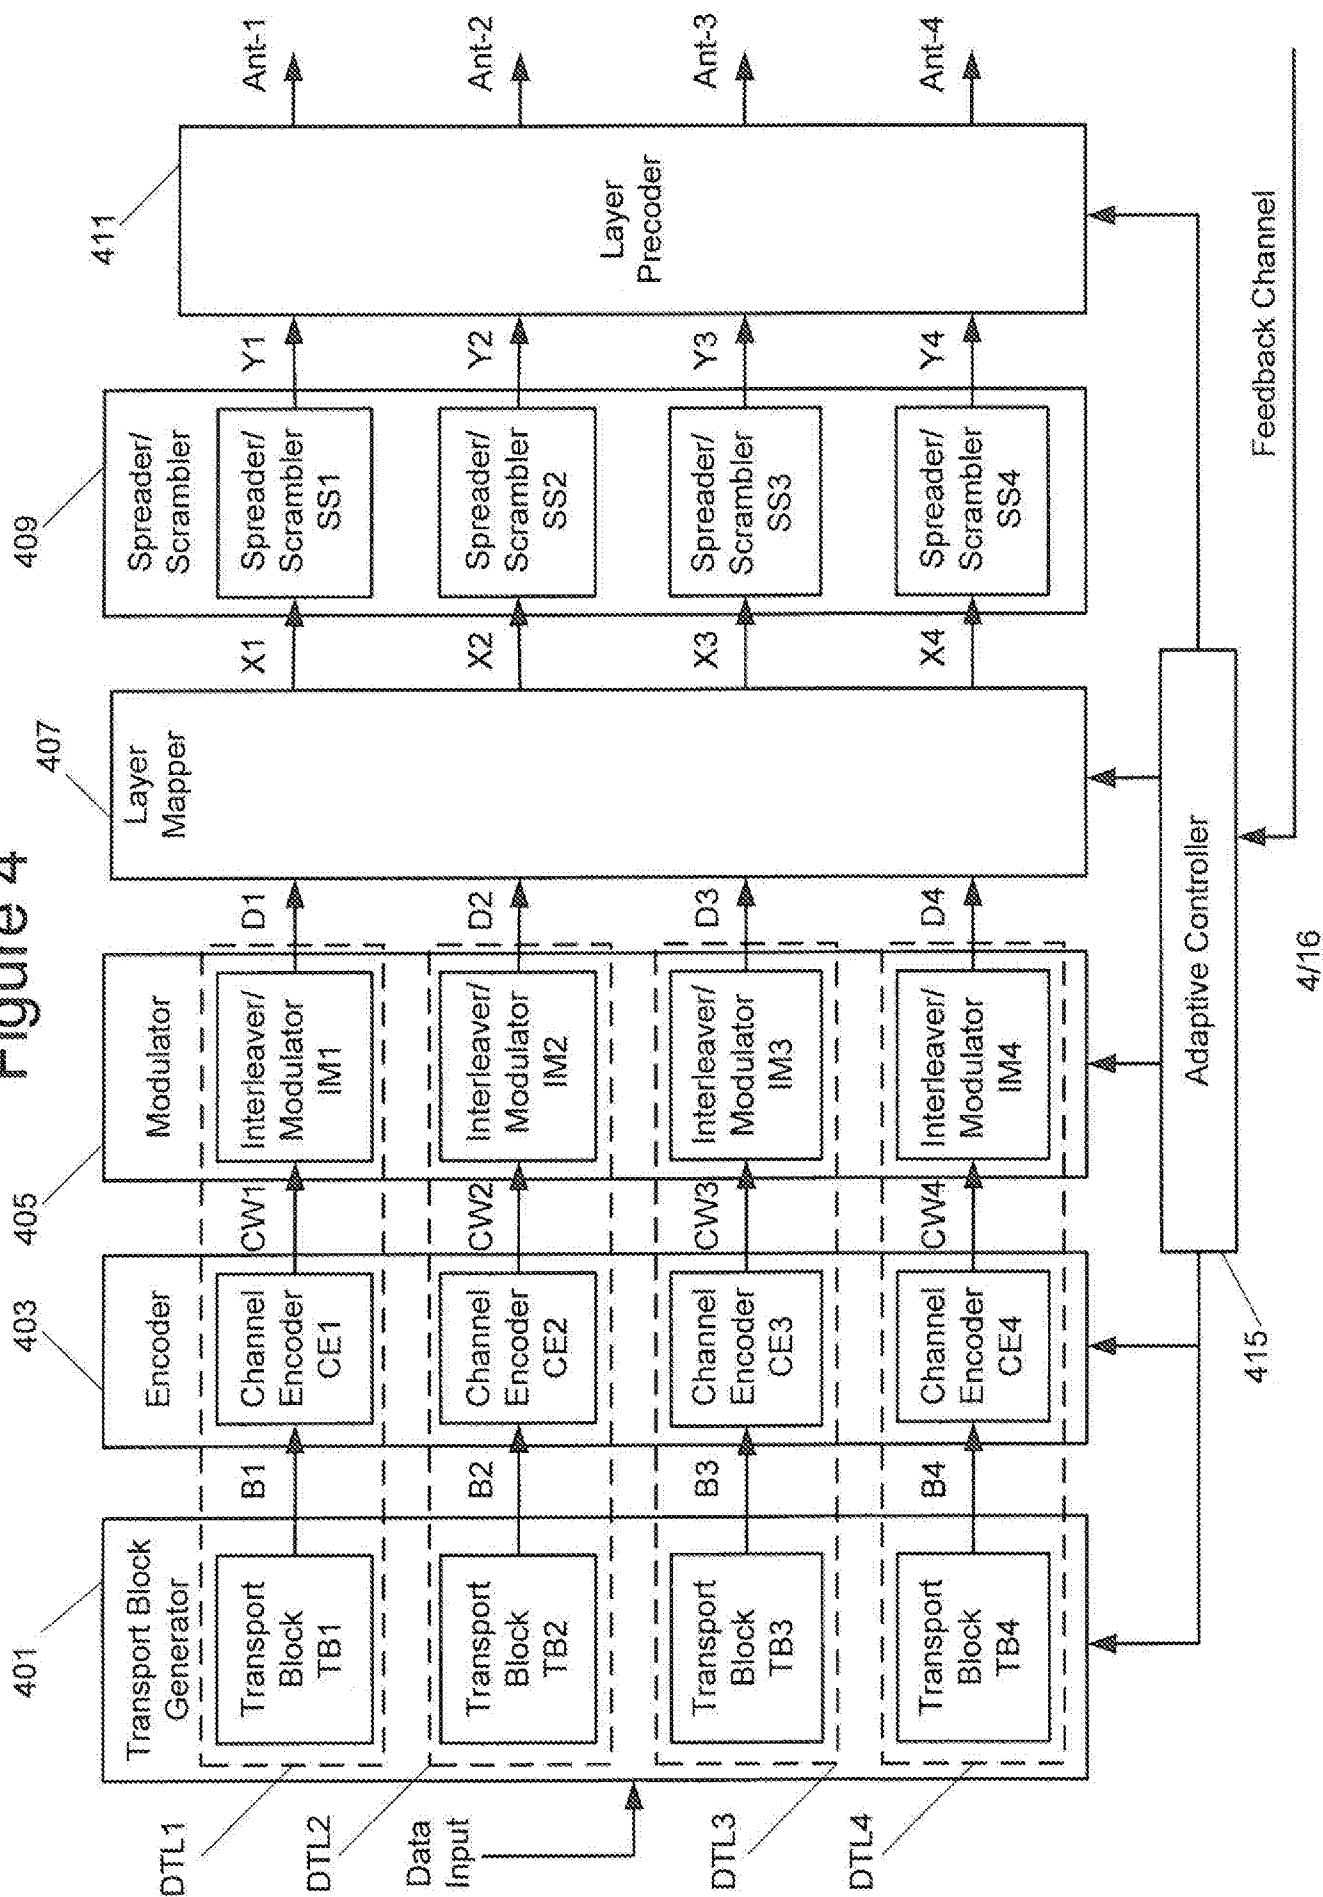 Figure 4
401
Transport Block
Generator
Transport
Block
TB1
Transport
Block
TB2
Transport
Block
TB3
Transport
Block
TB4
DTL1
DTL2
Data
Input
DTL3
DTL4
B1
B2
B3
B4
403
Encoder
Channel
Encoder
CE1
Channel
Encoder
CE2
Channel
Encoder
CE3
Channel
Encoder
CE4
CW1
CW2
CW3
CW4
405
Modulator
Interleaver/
Modulator
IM1
Interleaver/
Modulator
IM2
Interleaver/
Modulator
IM3
Interleaver/
Modulator
IM4
D1
D2
D3
D4
407
Layer
Mapper
X1
X2
X3
X4
409
Spreader/
Scrambler
Spreader/
Scrambler
SS1
Spreader/
Scrambler
SS2
Spreader/
Scrambler
SS3
Spreader/
Scrambler
SS4
Y1
Y2
Y3
Y4
411
Layer
Precoder
Ant-1
Ant-2
Ant-3
Ant-4
Adaptive Controller
415
Feedback Channel
4/16